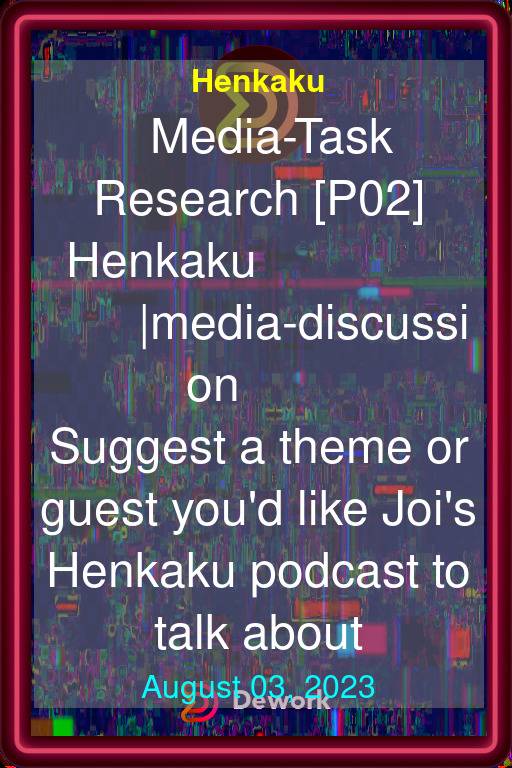 Henkaku
Media-Task
Research [P02]
Henkaku
|media-discussi
on
Suggest a theme or
guest you'd like Joi's
Henkaku podcast to
talk about
August 03, 2023
Dework